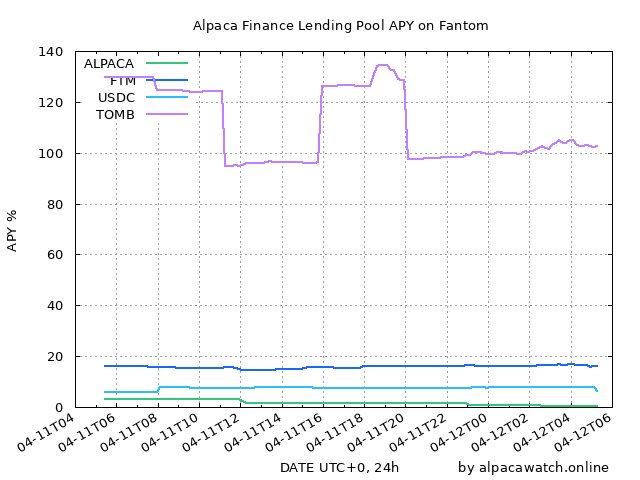 Alpaca Finance Lending Pool APY on Fantom
140
120
100
80
60
40
20
0
APY %
ALPACA
FTM
USDC
TOMB
04-11T04
04-11T06
04-11T08
04-11T10
04-11T12
04-11T14
04-11T16
04-11T18
04-11T20
04-11T22
04-12T00
04-12T02
04-12T04
04-12T06
DATE UTC+0, 24h
by alpacawatch.online